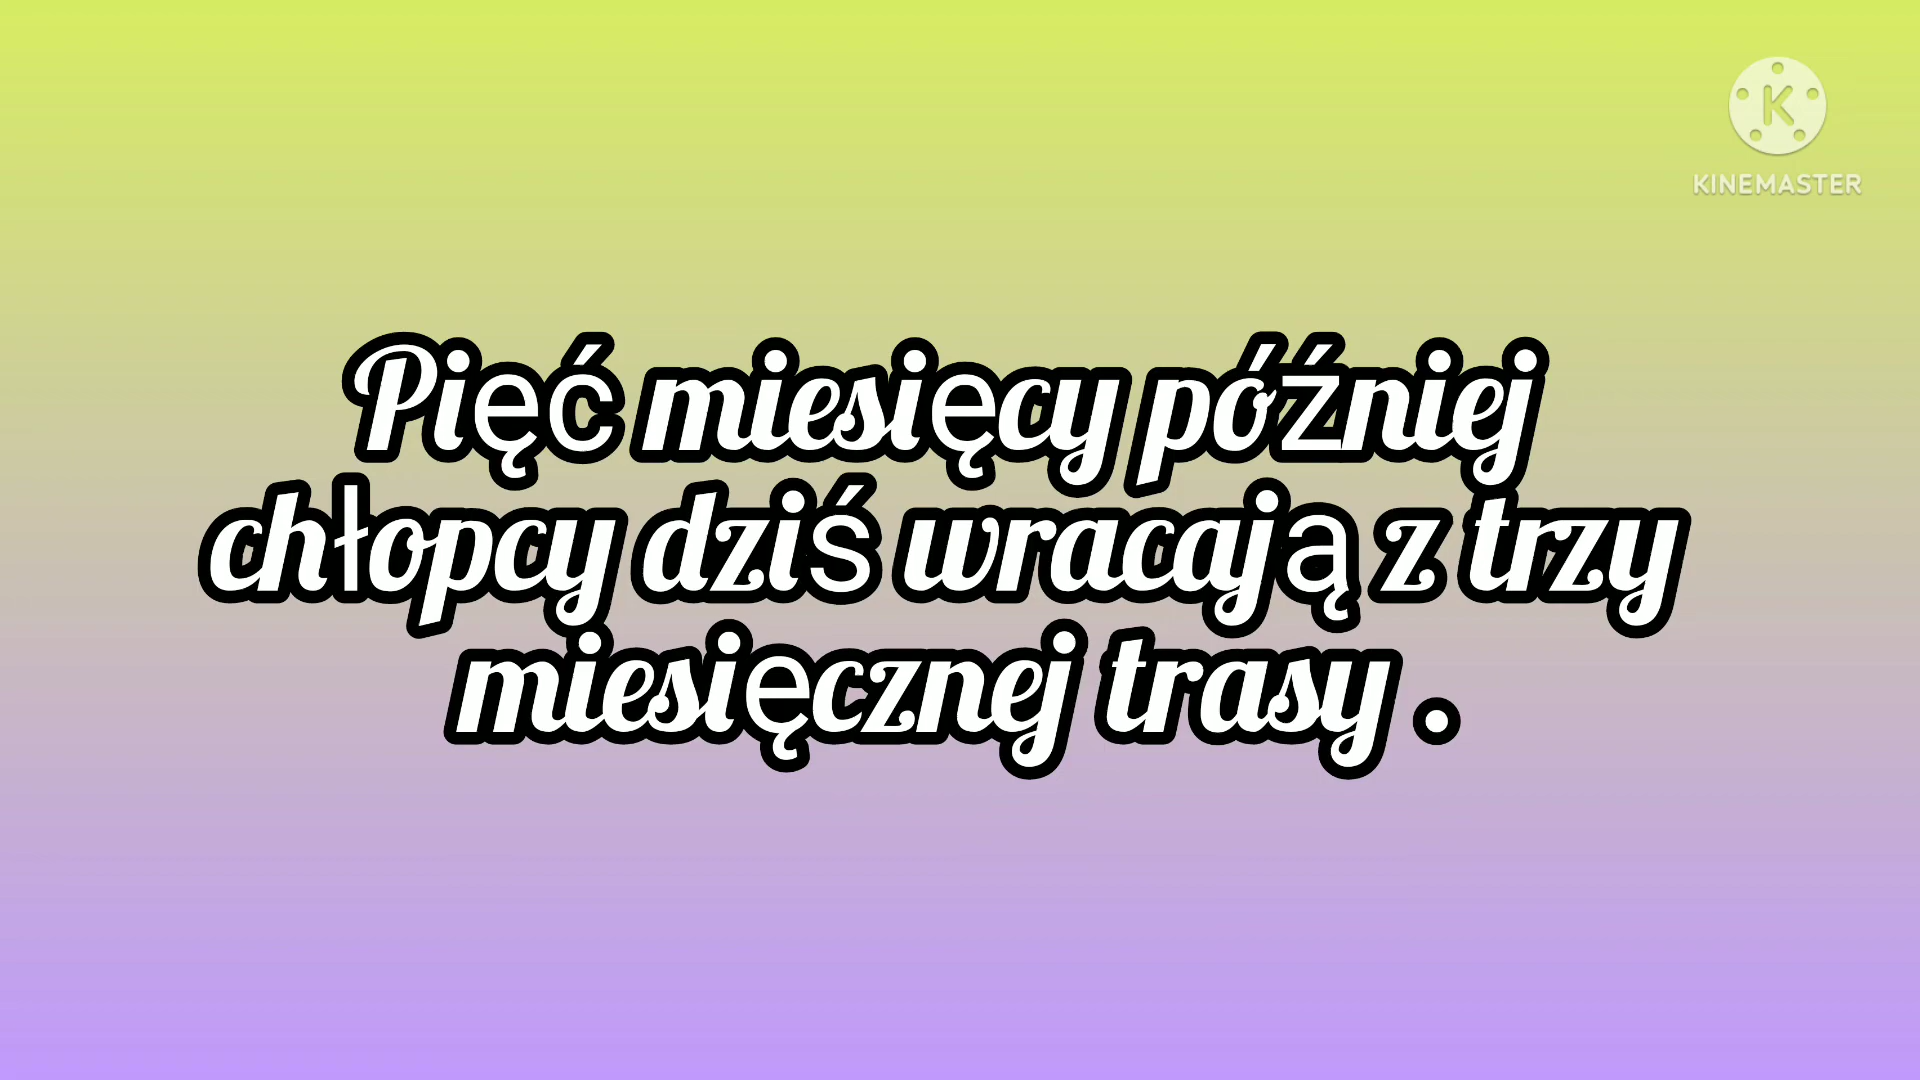 KINEMASTER
Pięć miesięcy później
chłopcy dziś wracają z trzy
miesięcznej trasy .